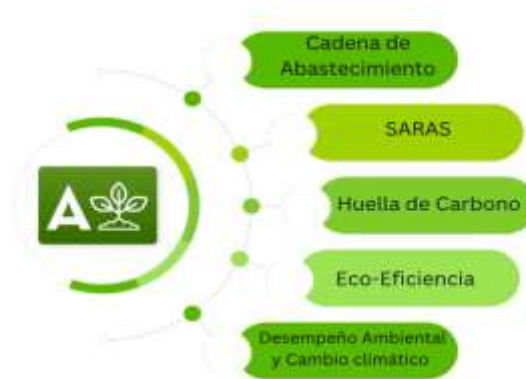 Cadena de
Abastecimiento
SARAS
A
Huella de Carbono
Eco-Eficiencia
Desempeño Ambiental
y Cambio climático